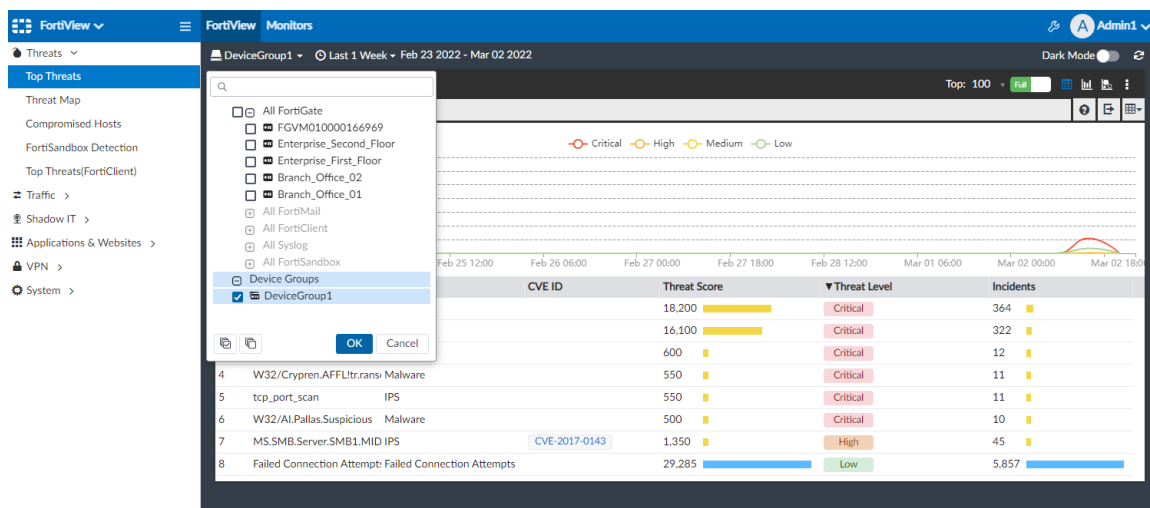 FortiView FortiView Monitors Admin1
A
Threats DeviceGroup1 Last 1 Week Feb 23 2022 - Mar 02 2022 Dark Mode
Top Threats
Top: 100 Full
Threat Map
Compromised Hosts
FortiSandbox Detection
Top Threats(FortiClient)
Traffic
Shadow IT
Applications & Websites
VPN
System
All FortiGate
FGVM010000166969
Enterprise_Second_Floor
Enterprise_First_Floor
Branch_Office_02
Branch_Office_01
All FortiMail
All FortiClient
All Syslog
All FortiSandbox
Device Groups
DeviceGroup1
OK Cancel
Critical High Medium Low
Feb 25 12:00 Feb 26 06:00 Feb 27 00:00 Feb 27 18:00 Feb 28 12:00 Mar 01 06:00 Mar 02 00:00 Mar 02 18:0
CVE ID Threat Score ▼Threat Level Incidents
18,200 Critical 364
16,100 Critical 322
600 Critical 12
4 W32/Crypren.AFFL!tr.rans Malware 550 Critical 11
5 tcp_port_scan IPS 550 Critical 11
6 W32/AI.Pallas.Suspicious Malware 500 Critical 10
7 MS.SMB.Server.SMB1.MID IPS CVE-2017-0143 1,350 High 45
8 Failed Connection Attempt Failed Connection Attempts 29,285 Low 5,857